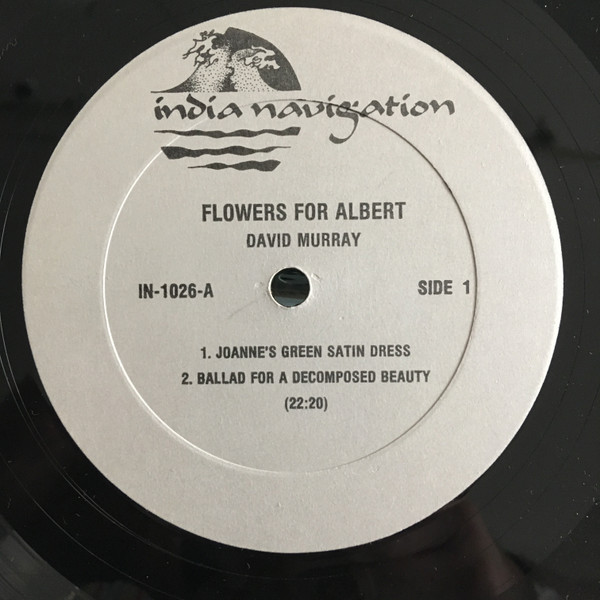 india navigation
FLOWERS FOR ALBERT
DAVID MURRAY
IN-1026-A
SIDE 1
1. JOANNE'S GREEN SATIN DRESS
2. BALLAD FOR A DECOMPOSED BEAUTY
(22:20)